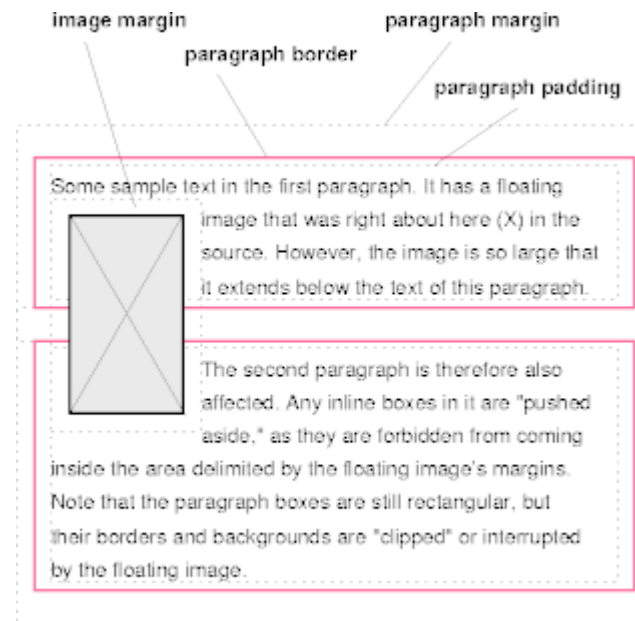 image margin
paragraph margin
paragraph border
paragraph padding
Some sample text in the first paragraph. It has a floating
image that was right about here (X) in the
source. However, the image is so large that
it extends below the text of this paragraph.
The second paragraph is therefore also
affected. Any inline boxes in it are "pushed
aside," as they are forbidden from coming
inside the area delimited by the floating image's margins.
Note that the paragraph boxes are still rectangular, but
their borders and backgrounds are "clipped" or interrupted
by the floating image.